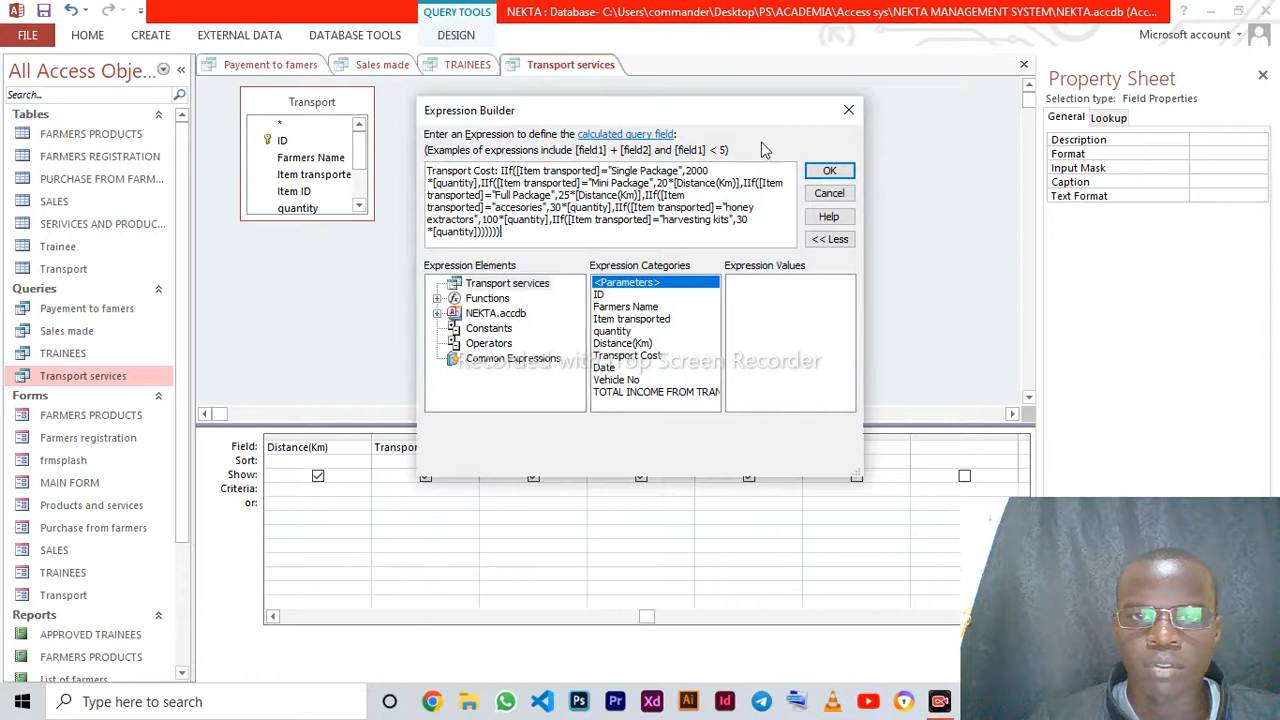 QUERY TOOLS
NEKTA : Database- C:\Users\commander\Desktop\PS\ACADEMIA\Access sys\NEKTA MANAGEMENT SYSTEM\NEKTA.accdb (Acc...
FILE HOME CREATE EXTERNAL DATA DATABASE TOOLS DESIGN Microsoft account
All Access Obje...
Search...
Tables
FARMERS PRODUCTS
FARMERS REGISTRATION
PURCHASE FROM FARMER...
SALES
SERIVICES AND PRODUC...
Trainee
Transport
Queries
Payement to famers
Sales made
TRAINEES
Transport services
Forms
FARMERS PRODUCTS
Farmers registration
frmsplash
MAIN FORM
Products and services
Purchase from farmers
SALES
TRAINEES
Transport
Reports
APPROVED TRAINEES
FARMERS PRODUCTS
List of farmers
Payement to famers Sales made TRAINEES Transport services
Transport
*
ID
Farmers Name
Item transporte
Item ID
quantity
Expression Builder
Enter an Expression to define the calculated query field:
(Examples of expressions include [field1] + [field2] and [field1] < 5)
Transport Cost: IIf([Item transported]="Single Package",2000
*[quantity],IIf([Item transported]="Mini Package",20*[Distance(Km)],IIf([Item
transported]="Full Package",25*[Distance(Km)],IIf([Item
transported]="accesories",30*[quantity],IIf([Item transported]="honey
extractors",100*[quantity],IIf([Item transported]="harvesting kits",30
*[quantity]))))))
OK
Cancel
Help
<< Less
Expression Elements
Transport services
Functions
NEKTA.accdb
Constants
Operators
Common Expressions
Expression Categories
<Parameters>
ID
Farmers Name
Item transported
quantity
Distance(Km)
Transport Cost
Date
Vehicle No
TOTAL INCOME FROM TRAN
Expression Values
Recorded with iTop Screen Recorder
Field: Distance(Km) Transpor
Sort:
Show:
Criteria:
or:
Property Sheet
Selection type: Field Properties
General Lookup
Description
Format
Input Mask
Caption
Text Format
Type here to search